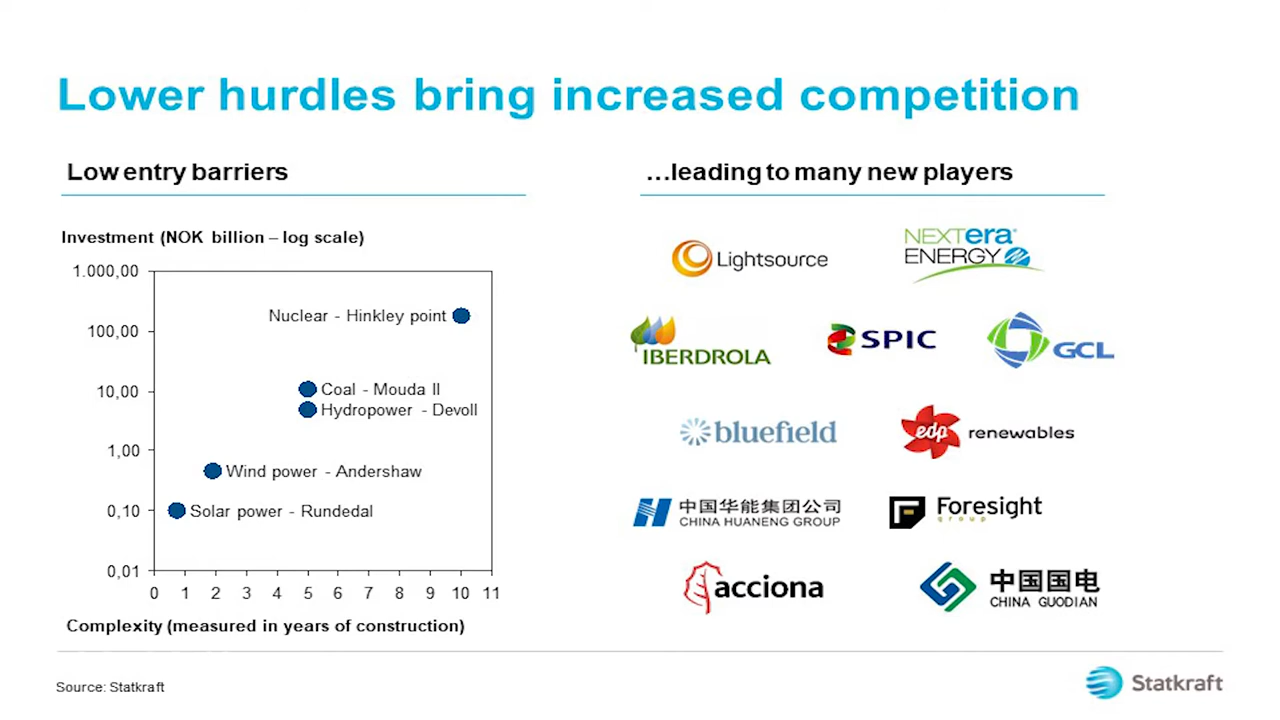 Lower hurdles bring increased competition
Low entry barriers
Investment (NOK billion – log scale)
1.000,00
100,00
10,00
1,00
0,10
0,01
Nuclear - Hinkley point
Coal - Mouda II
Hydropower - Devoll
Wind power - Andershaw
Solar power - Rundedal
0 1 2 3 4 5 6 7 8 9 10 11
Complexity (measured in years of construction)
...leading to many new players
Lightsource
NEXTera®
ENERGY
IBERDROLA
SPIC
GCL
bluefield
edp renewables
中国华能集团公司
CHINA HUANENG GROUP
Foresight
group
acciona
中国国电
CHINA GUODIAN
Source: Statkraft
Statkraft